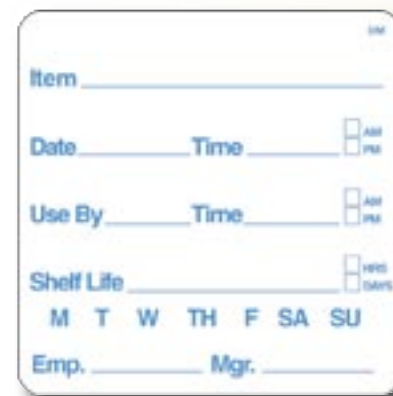 Item
Date Time AM
PM
Use By Time AM
PM
Shelf Life HRS
DAYS
M T W TH F SA SU
Emp. Mgr.